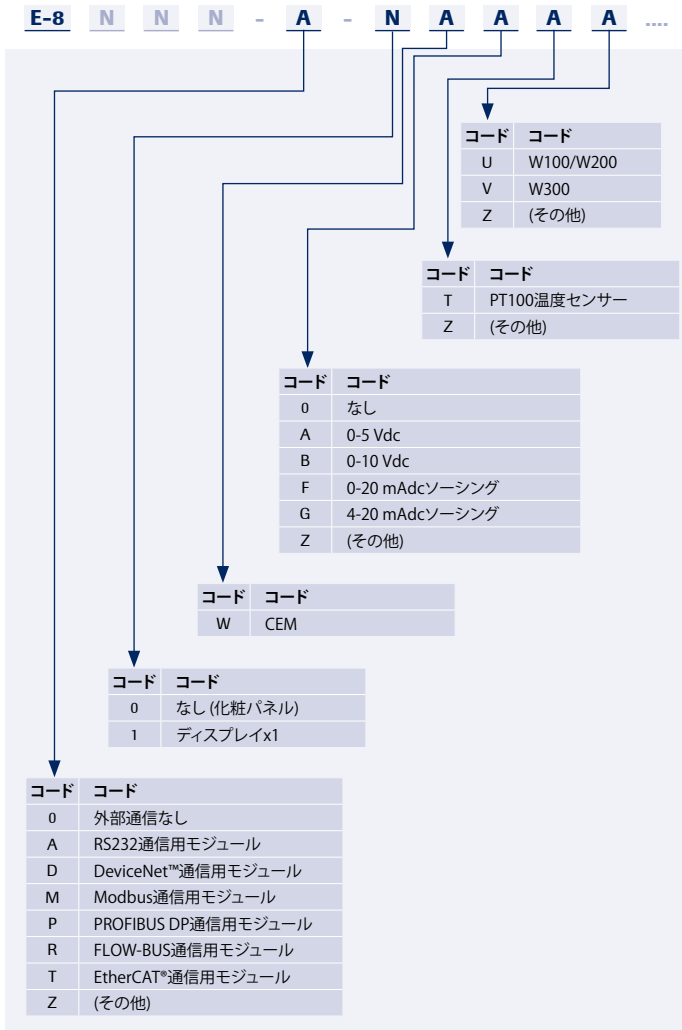 E-8 N N N - A - N A A A A ....
コード コード
U W100/W200
V W300
Z (その他)
コード コード
T PT100温度センサー
Z (その他)
コード コード
0 なし
A 0-5 Vdc
B 0-10 Vdc
F 0-20 mAdcソーシング
G 4-20 mAdcソーシング
Z (その他)
コード コード
W CEM
コード コード
0 なし (化粧パネル)
1 ディスプレイx1
コード コード
0 外部通信なし
A RS232通信用モジュール
D DeviceNet™通信用モジュール
M Modbus通信用モジュール
P PROFIBUS DP通信用モジュール
R FLOW-BUS通信用モジュール
T EtherCAT®通信用モジュール
Z (その他)